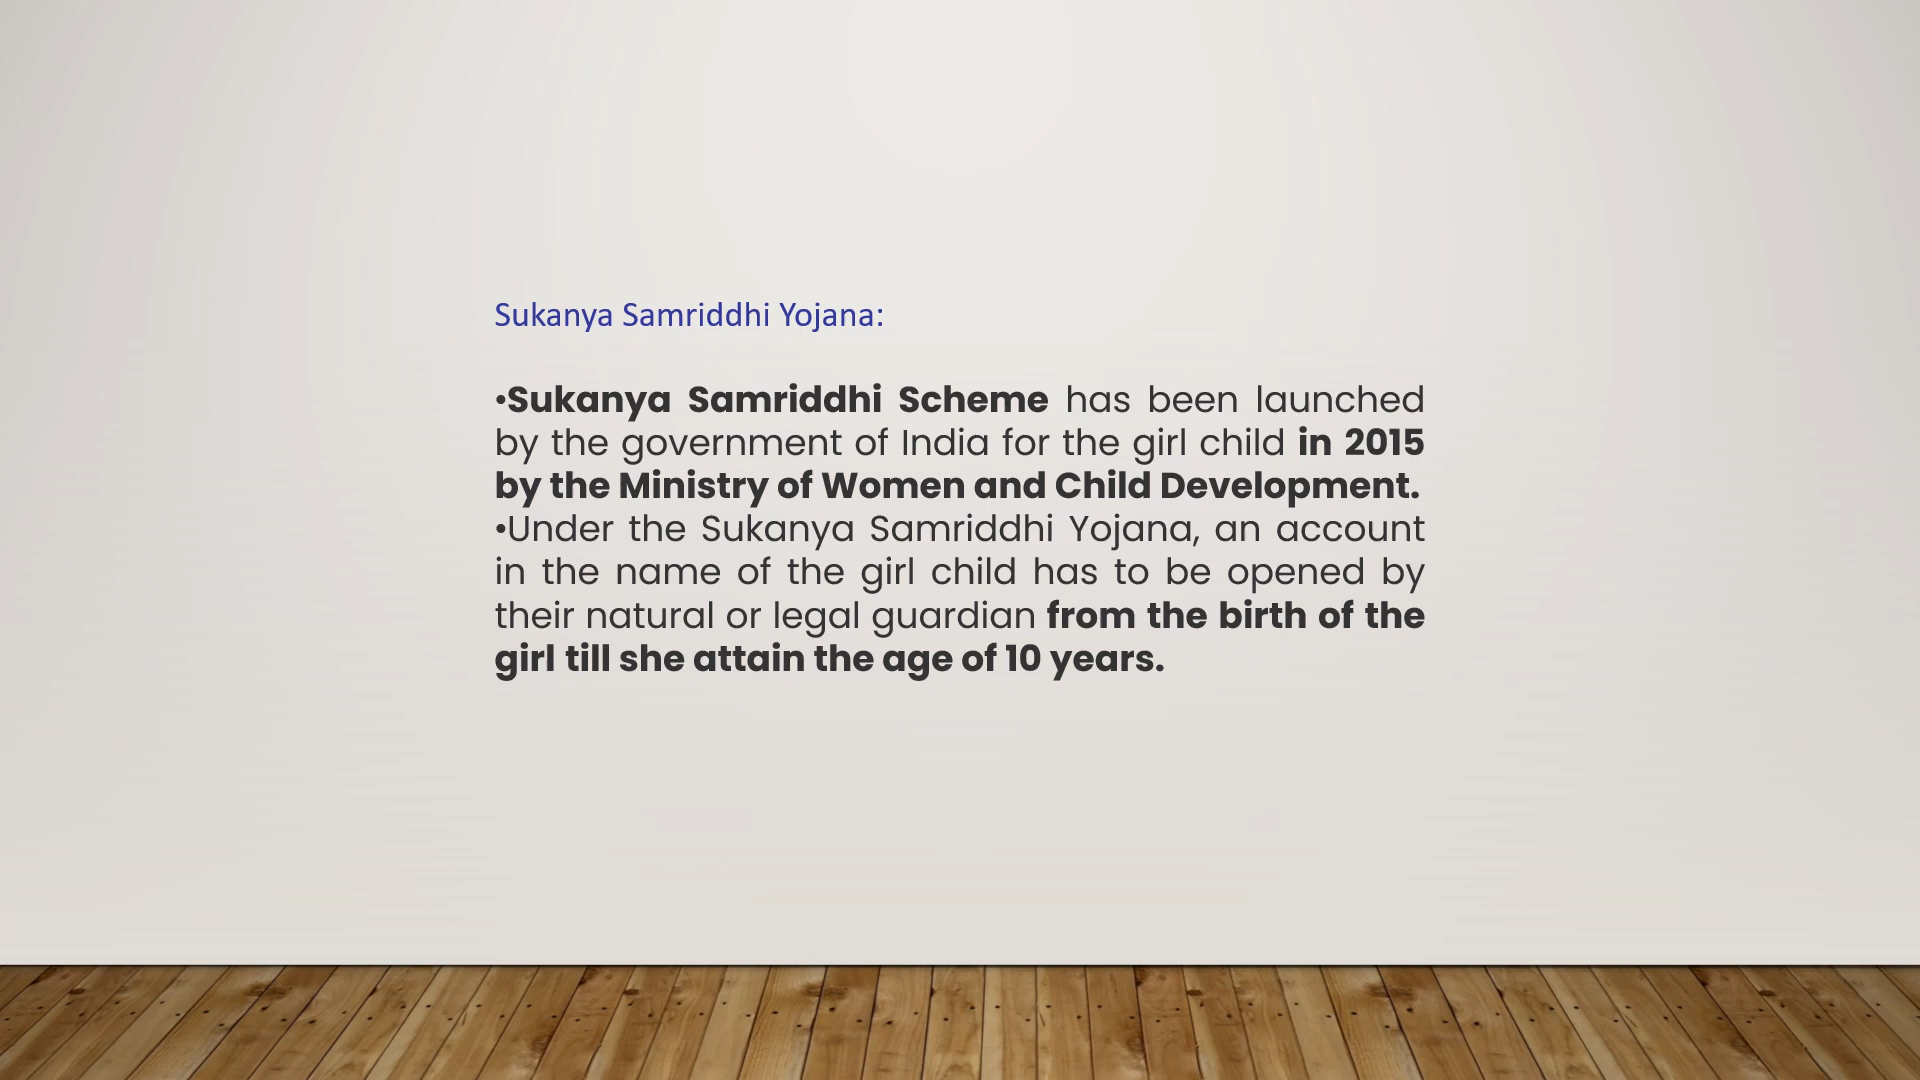 Sukanya Samriddhi Yojana:
•Sukanya Samriddhi Scheme has been launched
by the government of India for the girl child in 2015
by the Ministry of Women and Child Development.
•Under the Sukanya Samriddhi Yojana, an account
in the name of the girl child has to be opened by
their natural or legal guardian from the birth of the
girl till she attain the age of 10 years.